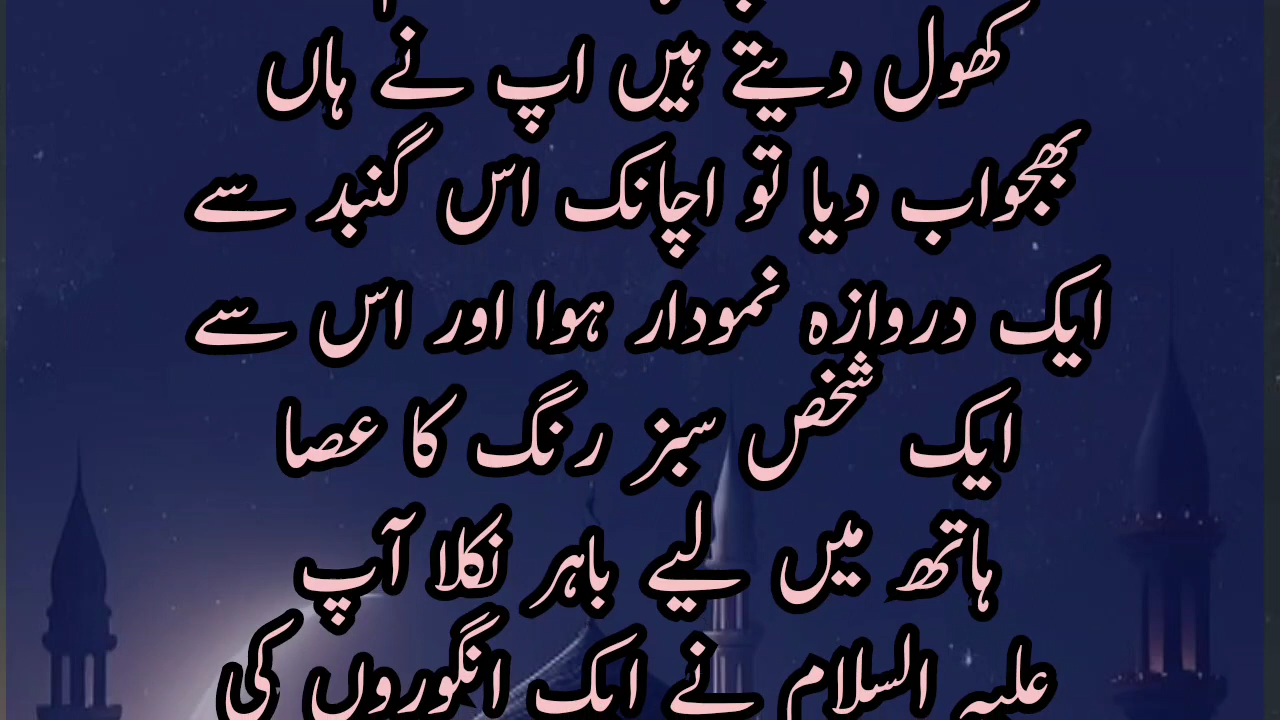 کھول دیتے ہیں اپ نے ہاں
بھجواب دیا تو اچانک اس گنبد سے
ایک دروازہ نمودار ہوا اور اس سے
ایک شخص سبز رنگ کا عصا
ہاتھ میں لیے باہر نکلا آپ
علیہ السلام نے ایک انگوروں کی